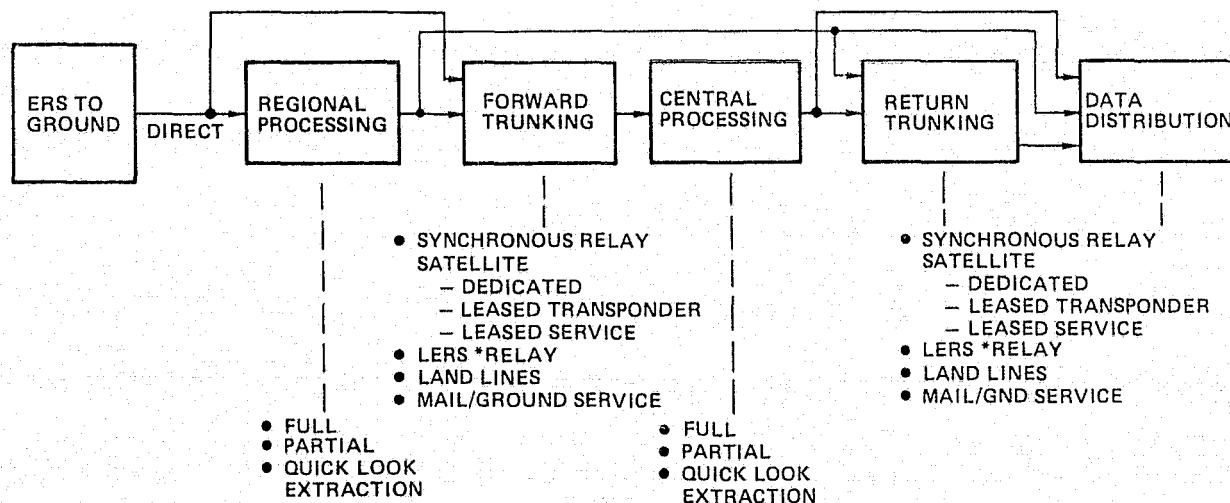 ERS TO
GROUND
DIRECT
REGIONAL
PROCESSING
FORWARD
TRUNKING
CENTRAL
PROCESSING
RETURN
TRUNKING
DATA
DISTRIBUTION
● SYNCHRONOUS RELAY
SATELLITE
– DEDICATED
– LEASED TRANSPONDER
– LEASED SERVICE
● LERS *RELAY
● LAND LINES
● MAIL/GROUND SERVICE
● SYNCHRONOUS RELAY
SATELLITE
– DEDICATED
– LEASED TRANSPONDER
– LEASED SERVICE
● LERS *RELAY
● LAND LINES
● MAIL/GND SERVICE
● FULL
● PARTIAL
● QUICK LOOK
EXTRACTION
● FULL
● PARTIAL
● QUICK LOOK
EXTRACTION